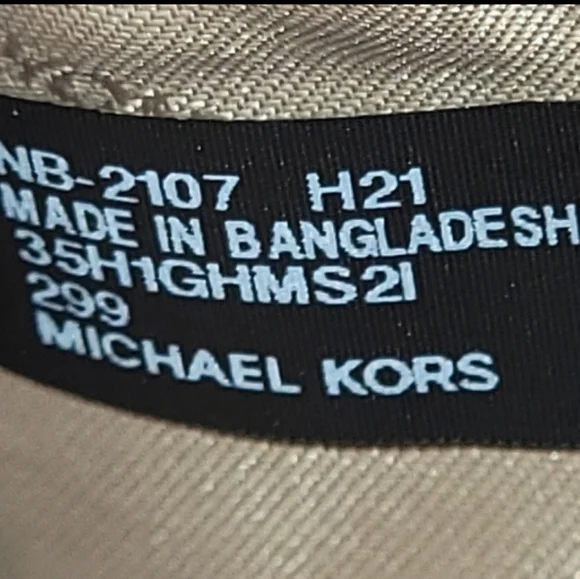 NB-2107 H21
MADE IN BANGLADESH
35H1GHMS2I
299
MICHAEL KORS